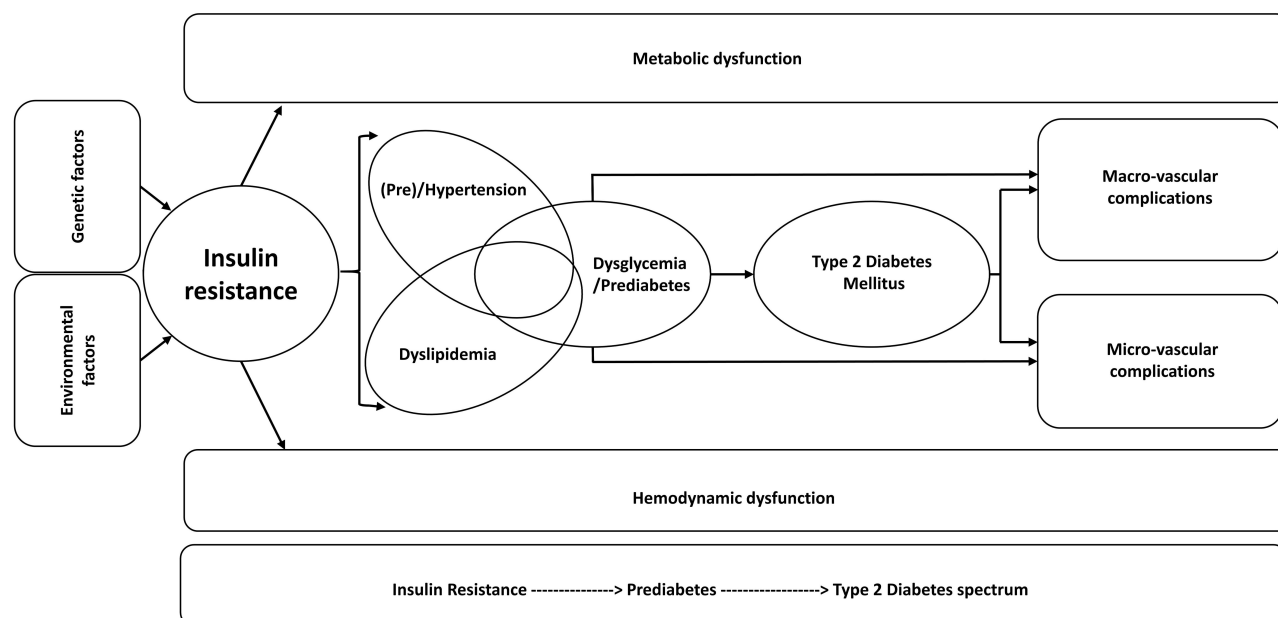 Metabolic dysfunction
Genetic factors
Environmental
factors
Insulin
resistance
(Pre)/Hypertension
Dyslipidemia
Dysglycemia
/Prediabetes
Type 2 Diabetes
Mellitus
Macro-vascular
complications
Micro-vascular
complications
Hemodynamic dysfunction
Insulin Resistance --------------> Prediabetes -----------------> Type 2 Diabetes spectrum